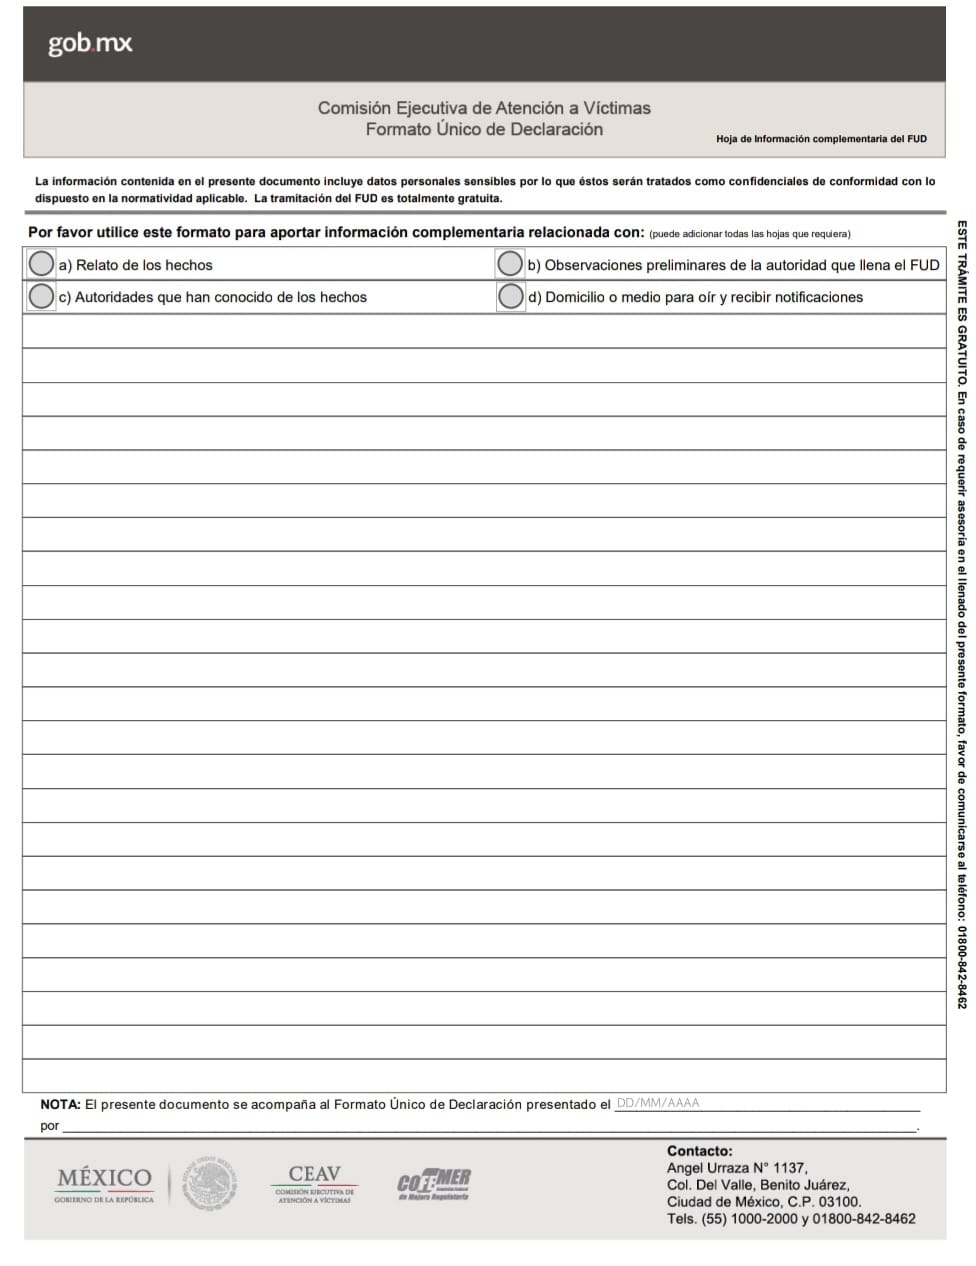 gob.mx
Comisión Ejecutiva de Atención a Víctimas
Formato Único de Declaración
Hoja de Información complementaria del FUD
La información contenida en el presente documento incluye datos personales sensibles por lo que éstos serán tratados como confidenciales de conformidad con lo
dispuesto en la normatividad aplicable. La tramitación del FUD es totalmente gratuita.
Por favor utilice este formato para aportar información complementaria relacionada con: (puede adicionar todas las hojas que requiera)
a) Relato de los hechos
b) Observaciones preliminares de la autoridad que llena el FUD
c) Autoridades que han conocido de los hechos
d) Domicilio o medio para oír y recibir notificaciones
ESTE TRÁMITE ES GRATUITO. En caso de requerir asesoría en el llenado del presente formato, favor de comunicarse al teléfono: 01800-842-8462
NOTA: El presente documento se acompaña al Formato Único de Declaración presentado el DD/MM/AAAA
por .
MÉXICO
GOBIERNO DE LA REPÚBLICA
ESTADOS UNIDOS MEXICANOS
CEAV
COMISIÓN EJECUTIVA DE
ATENCIÓN A VÍCTIMAS
COFEMER
de Mejora Regulatoria
Contacto:
Angel Urraza N° 1137,
Col. Del Valle, Benito Juárez,
Ciudad de México, C.P. 03100.
Tels. (55) 1000-2000 y 01800-842-8462